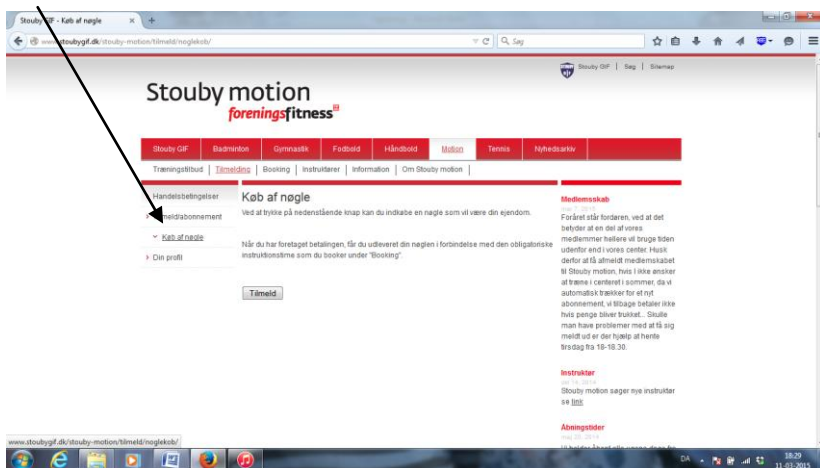 Stouby GIF - Køb af nøgle
www.stoubygif.dk/stouby-motion/tilmeld/noglekob/
Søg
Stouby GIF | Søg | Sitemap
Stouby motion
foreningsfitness
Stouby GIF Badminton Gymnastik Fodbold Håndbold Motion Tennis Nyhedsarkiv
Træningstilbud | Tilmelding | Booking | Instruktører | Information | Om Stouby motion |
Handelsbetingelser
Tilmeld/abonnement
Køb af nøgle
Din profil
Køb af nøgle
Ved at trykke på nedenstående knap kan du indkøbe en nøgle som vil være din ejendom.
Når du har foretaget betalingen, får du udleveret din nøglen i forbindelse med den obligatoriske
instruktionstime som du booker under "Booking".
Tilmeld
Medlemsskab
maj 7, 2014
Foråret står fordøren, ved at det
betyder at en del af vores
medlemmer hellere vil bruge tiden
udenfor end i vores center. Husk
derfor at få afmeldt medlemskabet
til Stouby motion, hvis I ikke ønsker
at træne i centeret i sommer, da vi
automatisk trækker for et nyt
abonnement, vi tilbage betaler ikke
hvis penge bliver trukket... Skulle
man have problemer med at få sig
meldt ud er der hjælp at hente
tirsdag fra 18-18.30.
Instruktør
2014
Stouby motion søger nye instruktør
se link
Åbningstider
2014
www.stoubygif.dk/stouby-motion/tilmeld/noglekob/
DA
18:29
11-03-2015